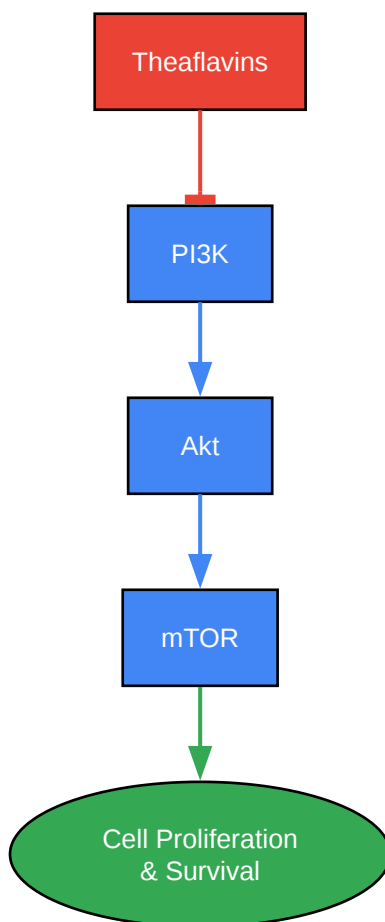 Theaflavins
PI3K
Akt
mTOR
Cell Proliferation
& Survival